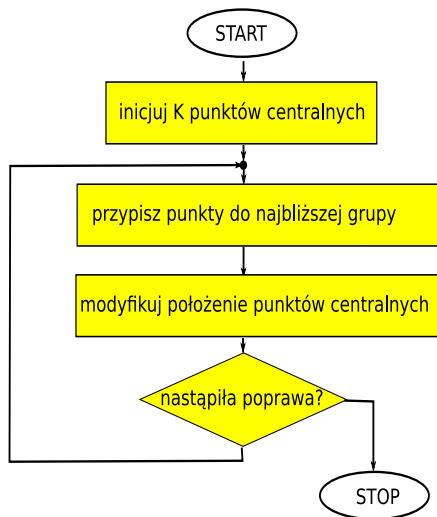 START
inicjuj K punktów centralnych
przypisz punkty do najbliższej grupy
modyfikuj położenie punktów centralnych
nastąpiła poprawa?
STOP